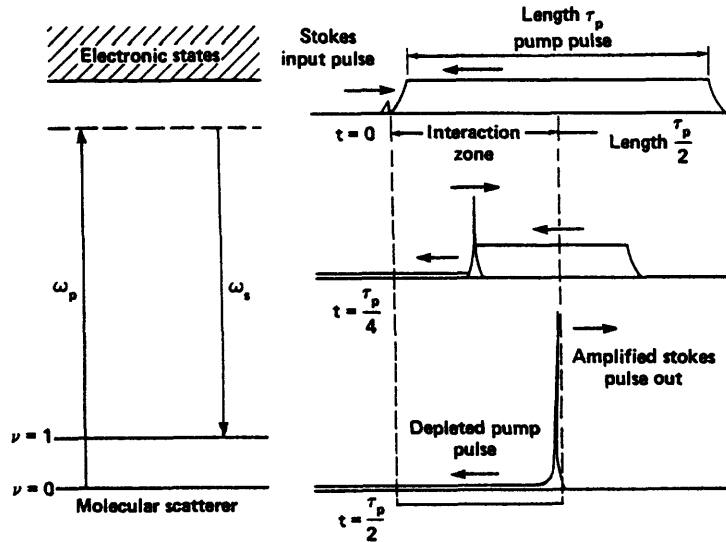 Electronic states
ω_p
ω_s
ν = 1
ν = 0
Molecular scatterer
Stokes
input pulse
Length τ_p
pump pulse
t = 0
Interaction
zone
Length τ_p/2
t = τ_p/4
Amplified stokes
pulse out
Depleted pump
pulse
t = τ_p/2